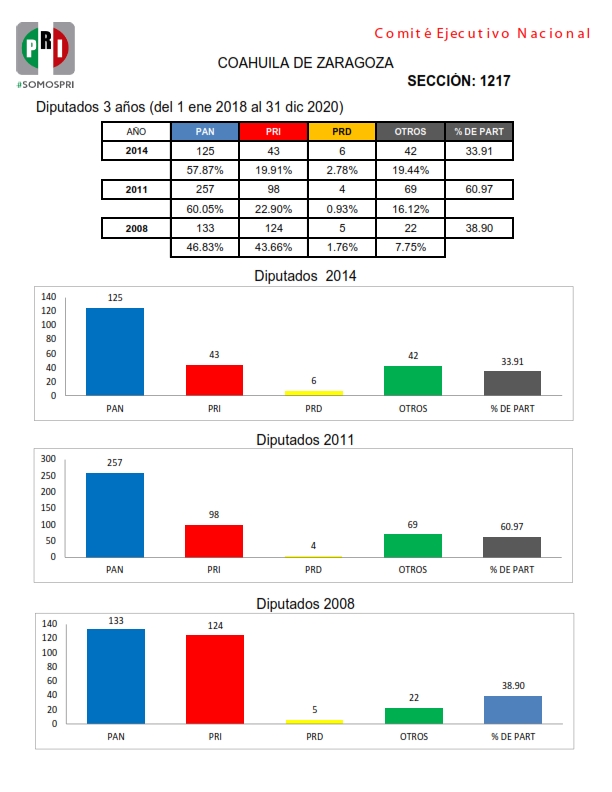 Comité Ejecutivo Nacional
PRI
#SOMOSPRI
COAHUILA DE ZARAGOZA
SECCIÓN: 1217
Diputados 3 años (del 1 ene 2018 al 31 dic 2020)
AÑO PAN PRI PRD OTROS % DE PART
2014 125 43 6 42 33.91
57.87% 19.91% 2.78% 19.44%
2011 257 98 4 69 60.97
60.05% 22.90% 0.93% 16.12%
2008 133 124 5 22 38.90
46.83% 43.66% 1.76% 7.75%
Diputados 2014
140
120
100
80
60
40
20
0
125 43 6 42 33.91
PAN PRI PRD OTROS % DE PART
Diputados 2011
300
250
200
150
100
50
0
257 98 4 69 60.97
PAN PRI PRD OTROS % DE PART
Diputados 2008
140
120
100
80
60
40
20
0
133 124 5 22 38.90
PAN PRI PRD OTROS % DE PART